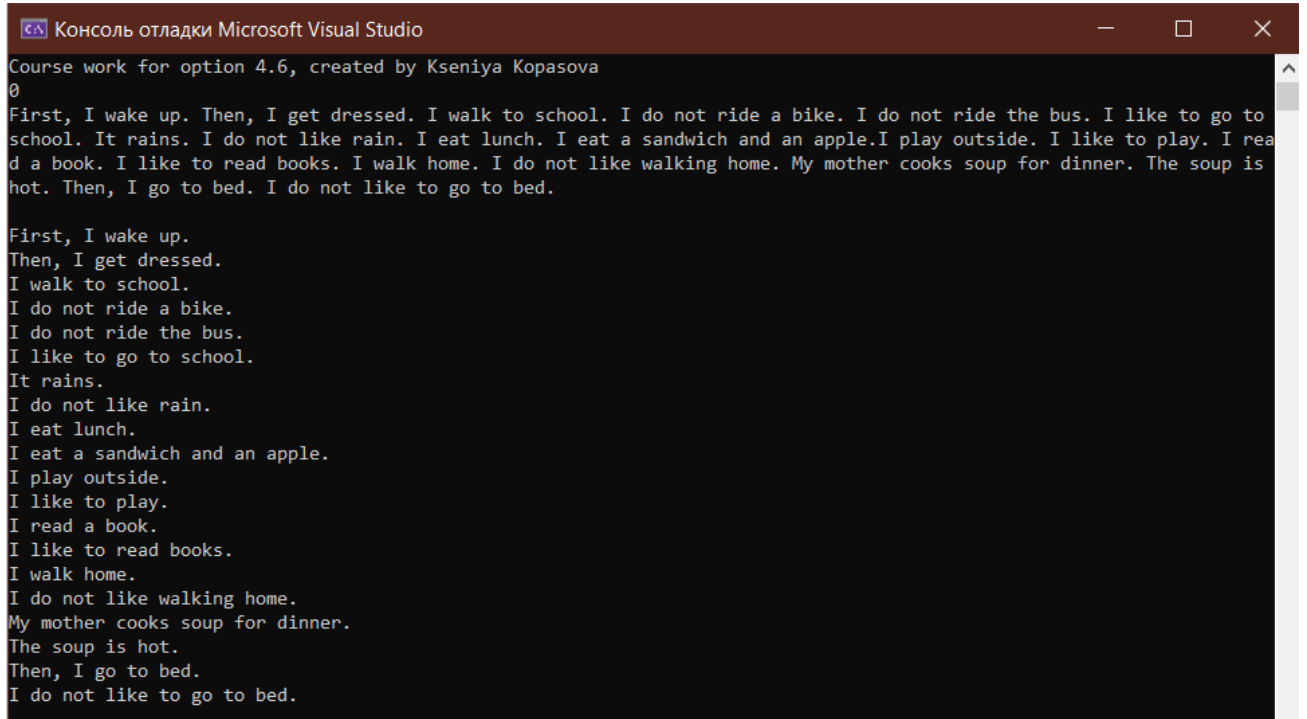 Консоль отладки Microsoft Visual Studio
Course work for option 4.6, created by Kseniya Kopasova
0
First, I wake up. Then, I get dressed. I walk to school. I do not ride a bike. I do not ride the bus. I like to go to
school. It rains. I do not like rain. I eat lunch. I eat a sandwich and an apple.I play outside. I like to play. I rea
d a book. I like to read books. I walk home. I do not like walking home. My mother cooks soup for dinner. The soup is
hot. Then, I go to bed. I do not like to go to bed.
First, I wake up.
Then, I get dressed.
I walk to school.
I do not ride a bike.
I do not ride the bus.
I like to go to school.
It rains.
I do not like rain.
I eat lunch.
I eat a sandwich and an apple.
I play outside.
I like to play.
I read a book.
I like to read books.
I walk home.
I do not like walking home.
My mother cooks soup for dinner.
The soup is hot.
Then, I go to bed.
I do not like to go to bed.